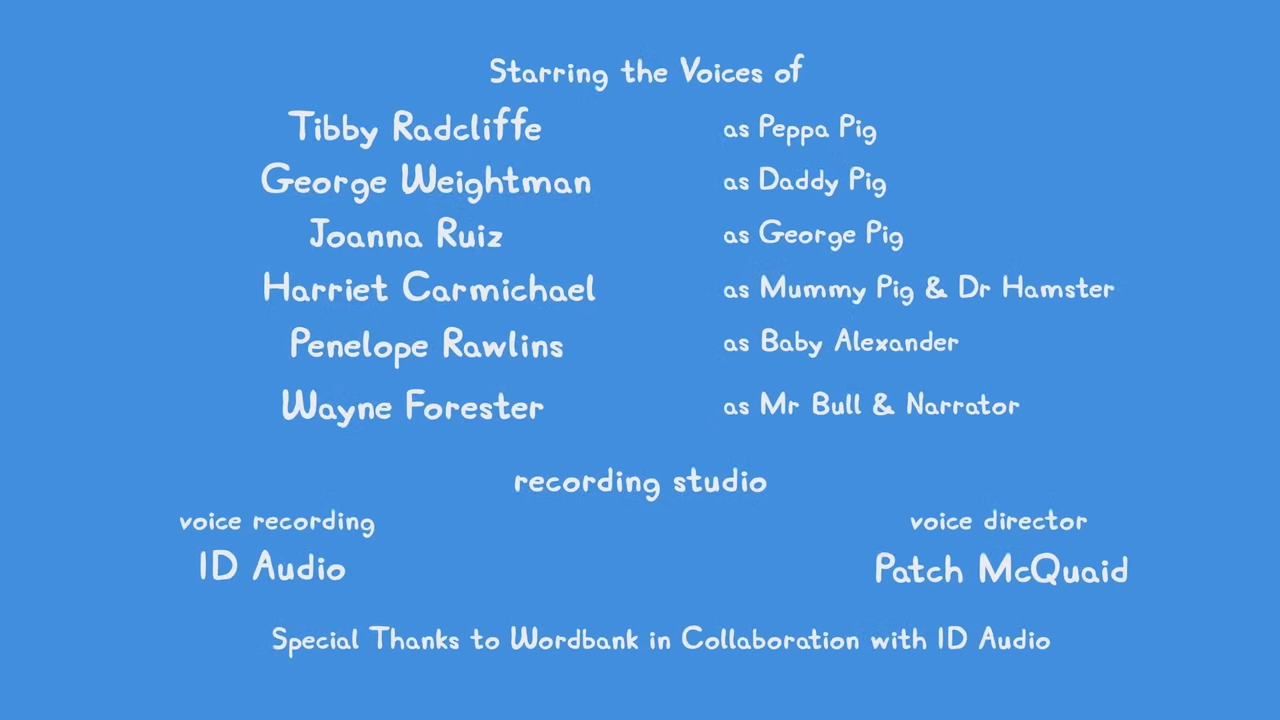 Starring the Voices of
Tibby Radcliffe as Peppa Pig
George Weightman as Daddy Pig
Joanna Ruiz as George Pig
Harriet Carmichael as Mummy Pig & Dr Hamster
Penelope Rawlins as Baby Alexander
Wayne Forester as Mr Bull & Narrator
recording studio
voice recording voice director
ID Audio Patch McQuaid
Special Thanks to Wordbank in Collaboration with ID Audio